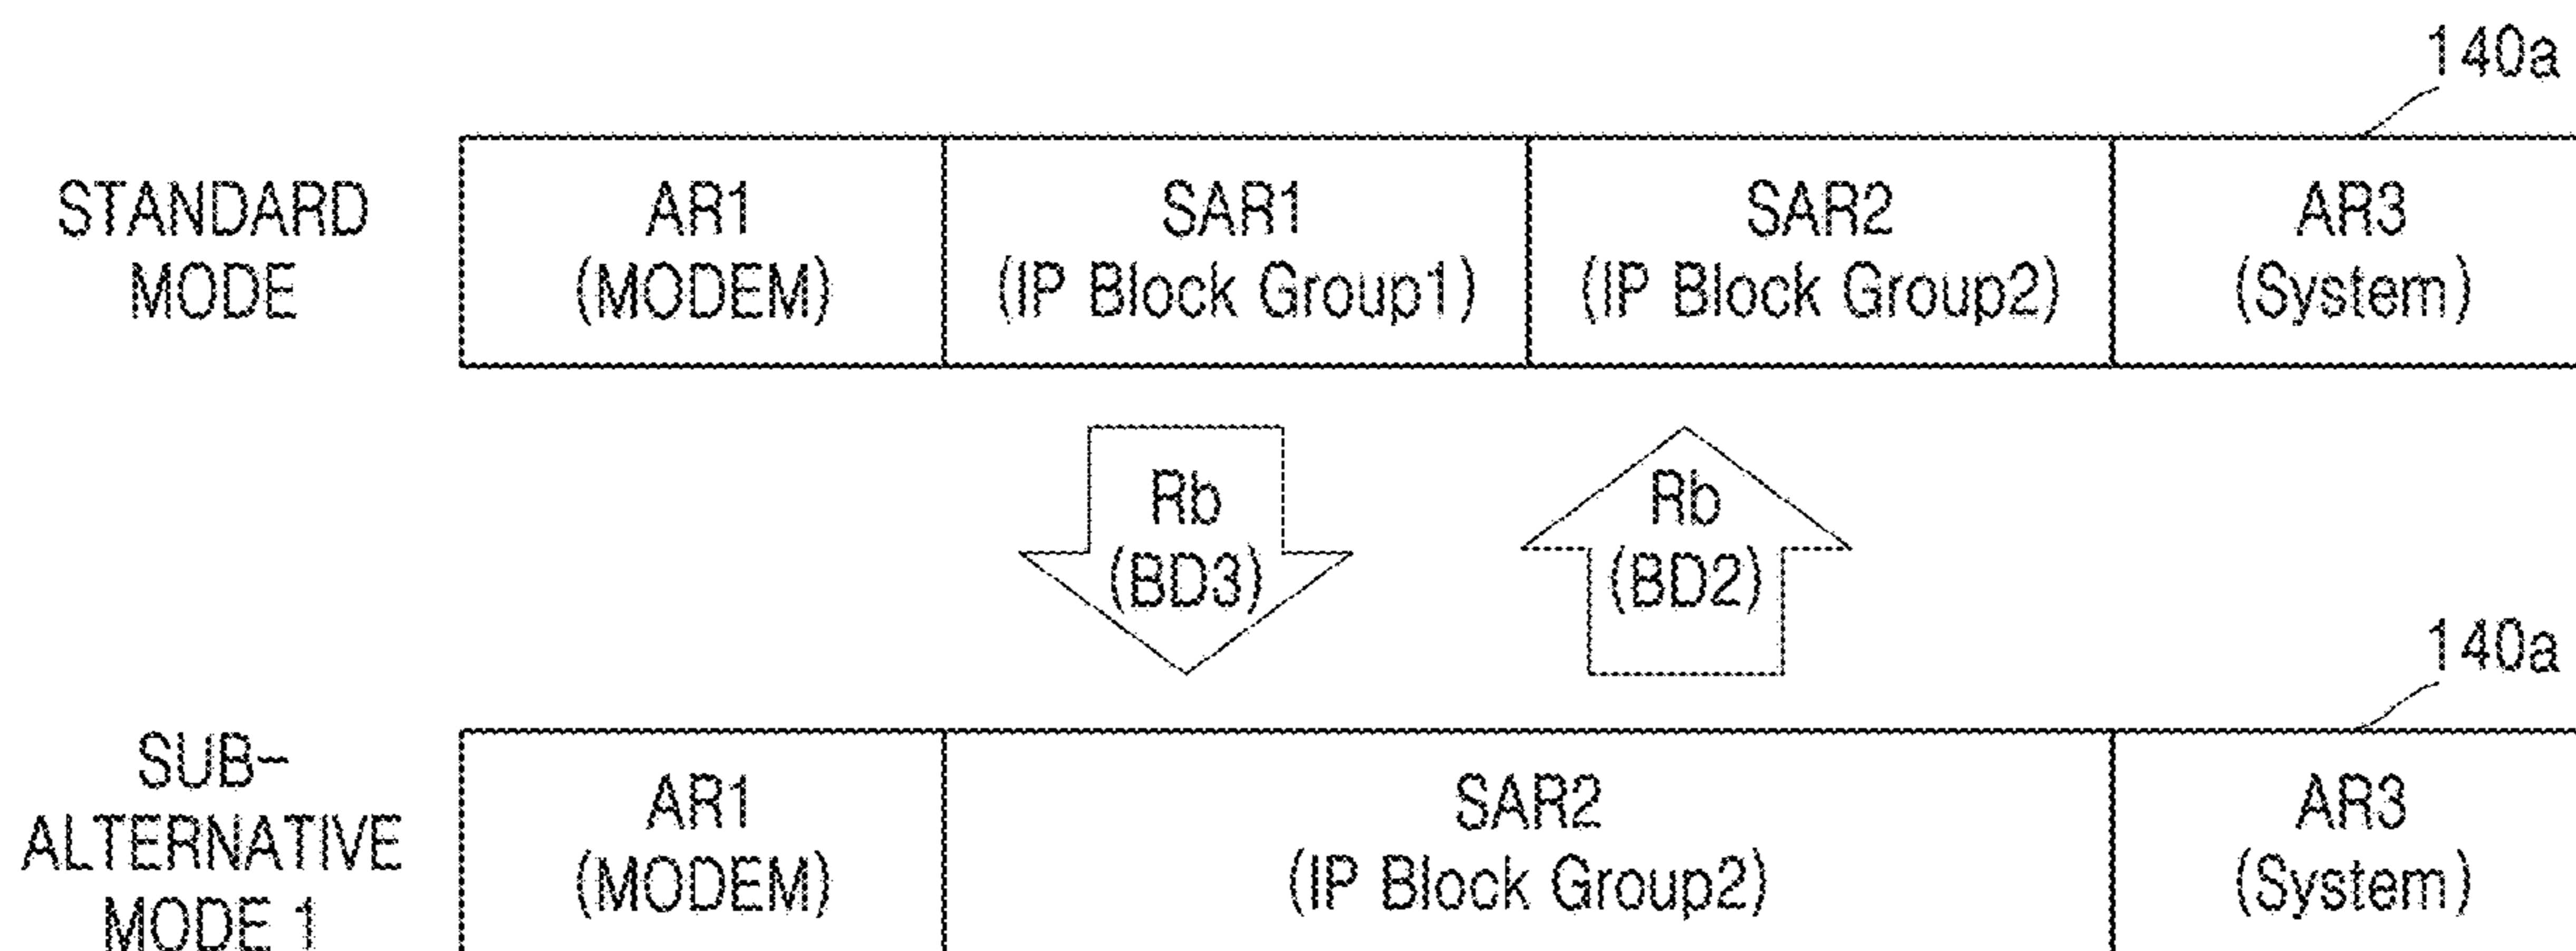 140a
STANDARD
MODE
AR1
(MODEM)
SAR1
(IP Block Group1)
SAR2
(IP Block Group2)
AR3
(System)
Rb
(BD3)
Rb
(BD2)
140a
SUB-
ALTERNATIVE
MODE 1
AR1
(MODEM)
SAR2
(IP Block Group2)
AR3
(System)